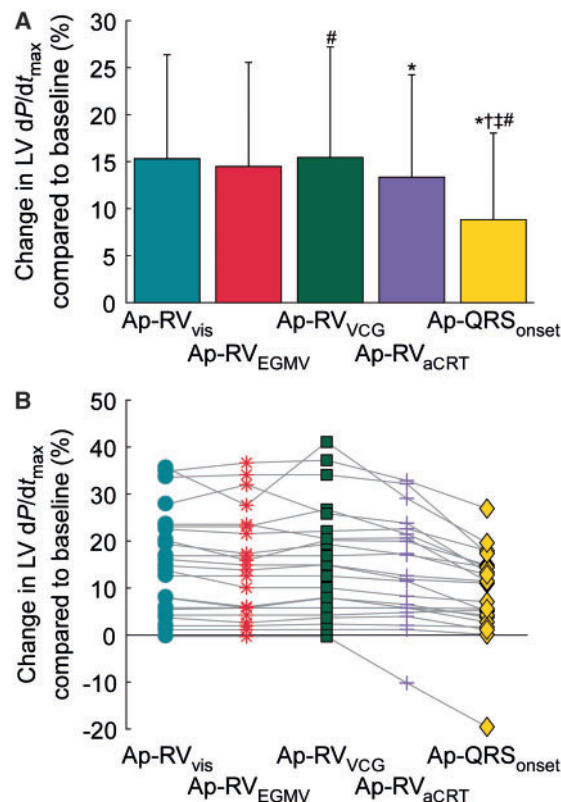 A
Change in LV dP/dtmax
compared to baseline (%)
30
25
20
15
10
5
0
#
*
*†‡#
Ap-RVvis
Ap-RVEGMV
Ap-RVVCG
Ap-RVaCRT
Ap-QRSonset
B
Change in LV dP/dtmax
compared to baseline (%)
50
40
30
20
10
0
-10
-20
Ap-RVvis
Ap-RVEGMV
Ap-RVVCG
Ap-RVaCRT
Ap-QRSonset